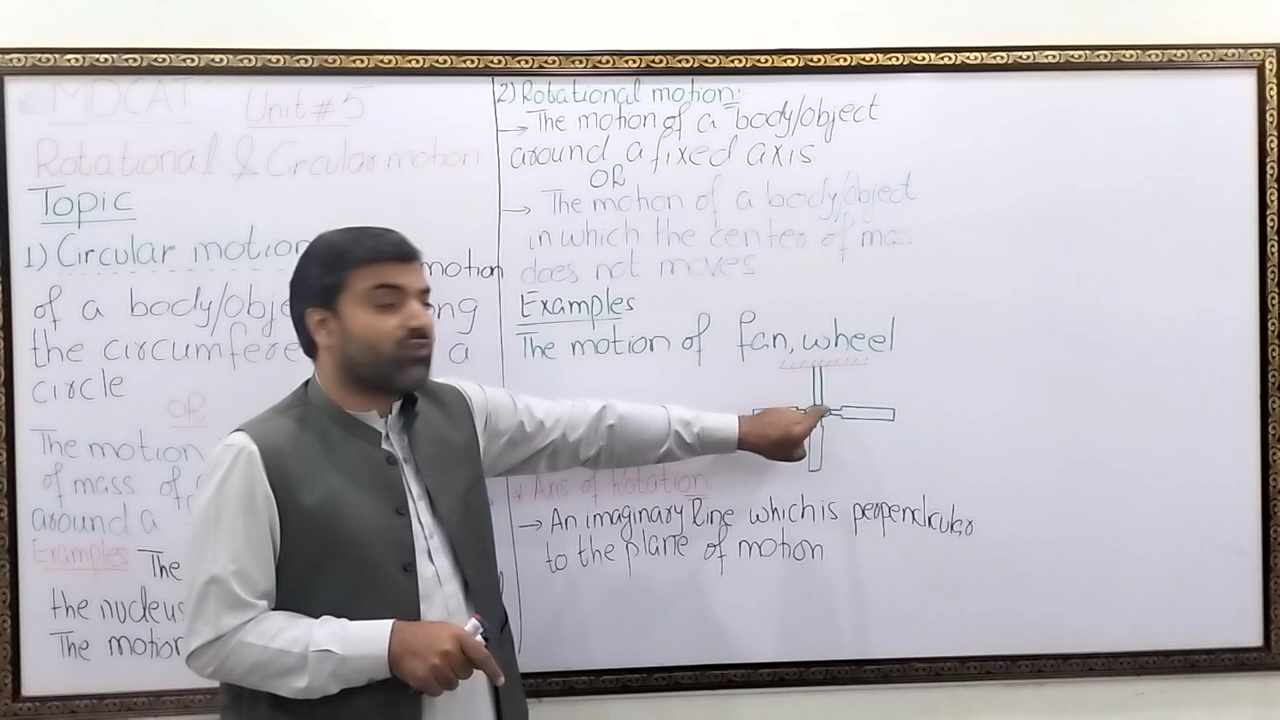 MDCAT Unit # 5
Rotational & Circular motion
Topic
1) Circular motion
motion
of a body/obje ng
the circumfere a
circle
OR
The motion
of mass of
around a
Examples The
the nucleus
The motion
2) Rotational motion:
→ The motion of a body/object
around a fixed axis
OR
→ The motion of a body/object
in which the center of mass
does not moves
Examples
The motion of fan, wheel
* Axis of Rotation
→ An imaginary line which is perpendicular
to the plane of motion